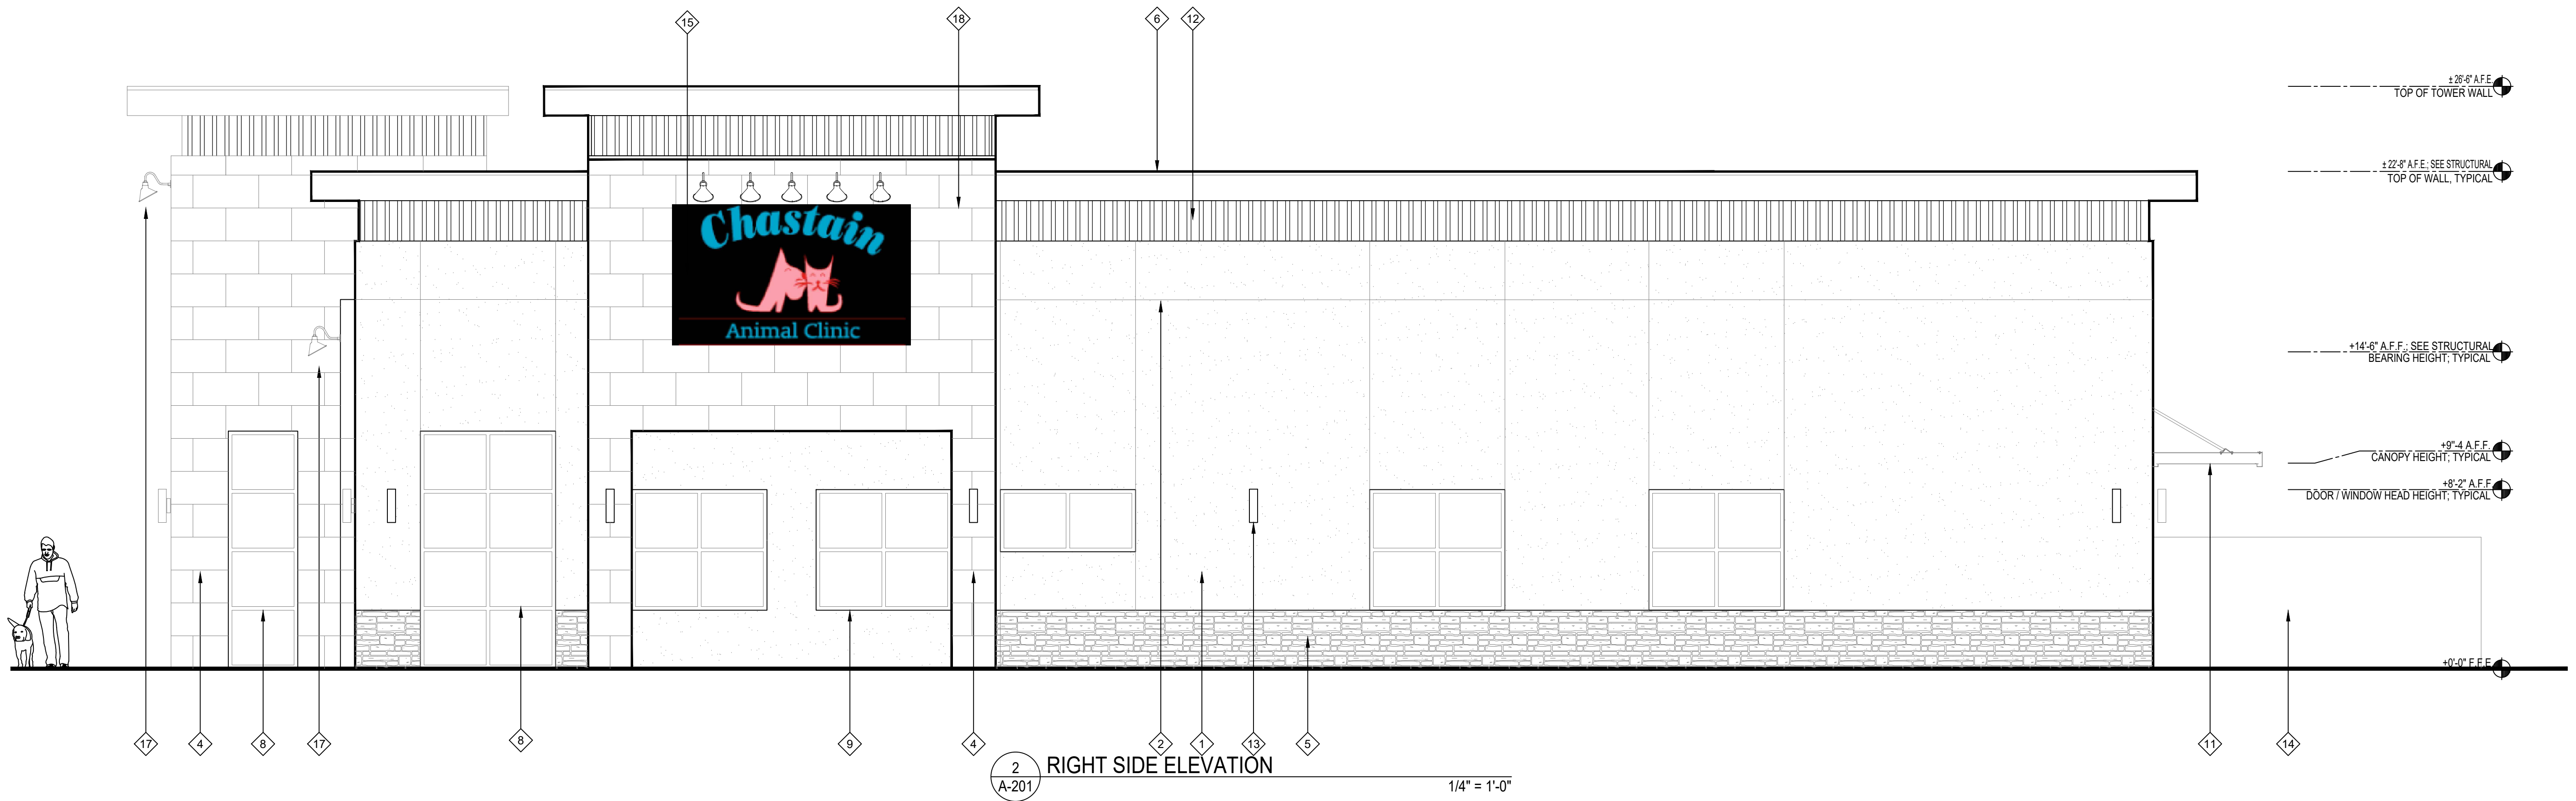 15
18
6
12
± 26'-6" A.F.E.
TOP OF TOWER WALL
± 22'-8" A.F.E.; SEE STRUCTURAL
TOP OF WALL, TYPICAL
Chastain
Animal Clinic
+14'-6" A.F.F.; SEE STRUCTURAL
BEARING HEIGHT; TYPICAL
+9"-4 A.F.F.
CANOPY HEIGHT; TYPICAL
+8'-2" A.F.F
DOOR / WINDOW HEAD HEIGHT; TYPICAL
+0'-0" F.F.E
17
4
8
17
8
9
4
2
1
13
5
11
14
2
A-201
RIGHT SIDE ELEVATION
1/4" = 1'-0"